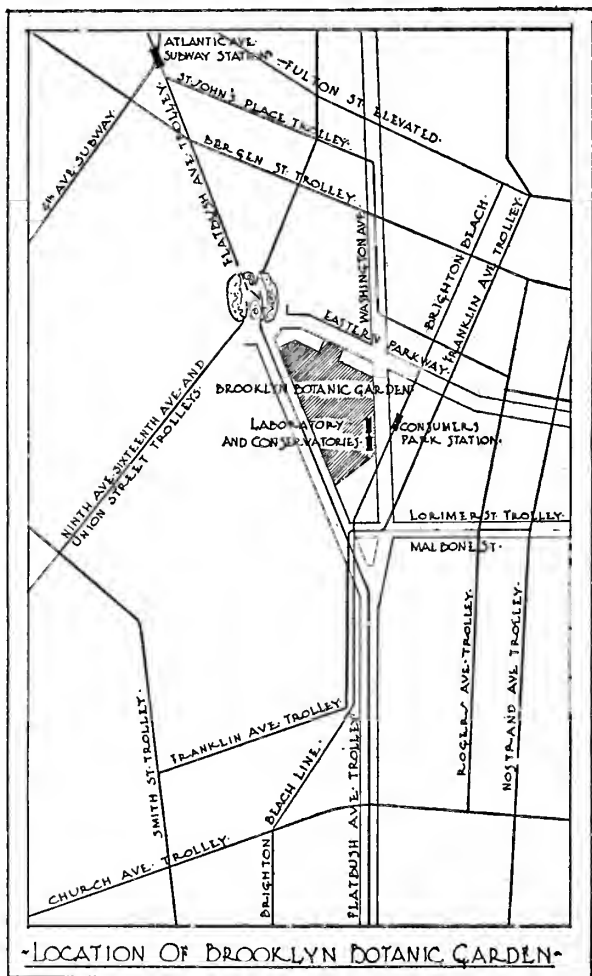 ATLANTIC AVE.
SUBWAY STATION
FULTON ST. ELEVATED.
ST. JOHN'S PLACE TROLLEY.
BERGEN ST. TROLLEY.
4TH AVE SUBWAY.
FLATBUSH AVE. TROLLEY
WASHINGTON AVE.
BRIGHTON BEACH
FRANKLIN AVE TROLLEY.
EASTERN PARKWAY.
BROOKLYN BOTANIC GARDEN
LABORATORY
AND CONSERVATORIES.
CONSUMERS
PARK STATION.
NINTH AVE. SIXTEENTH AVE. AND
UNION STREET TROLLEYS.
LORIMER ST. TROLLEY.
MALBONE ST.
FRANKLIN AVE. TROLLEY.
SMITH ST. TROLLEY.
BRIGHTON BEACH LINE.
CHURCH AVE. TROLLEY.
FLATBUSH AVE. TROLLEY
ROGERS AVE. TROLLEY.
NOSTRAND AVE TROLLEY.
-LOCATION OF BROOKLYN BOTANIC GARDEN-